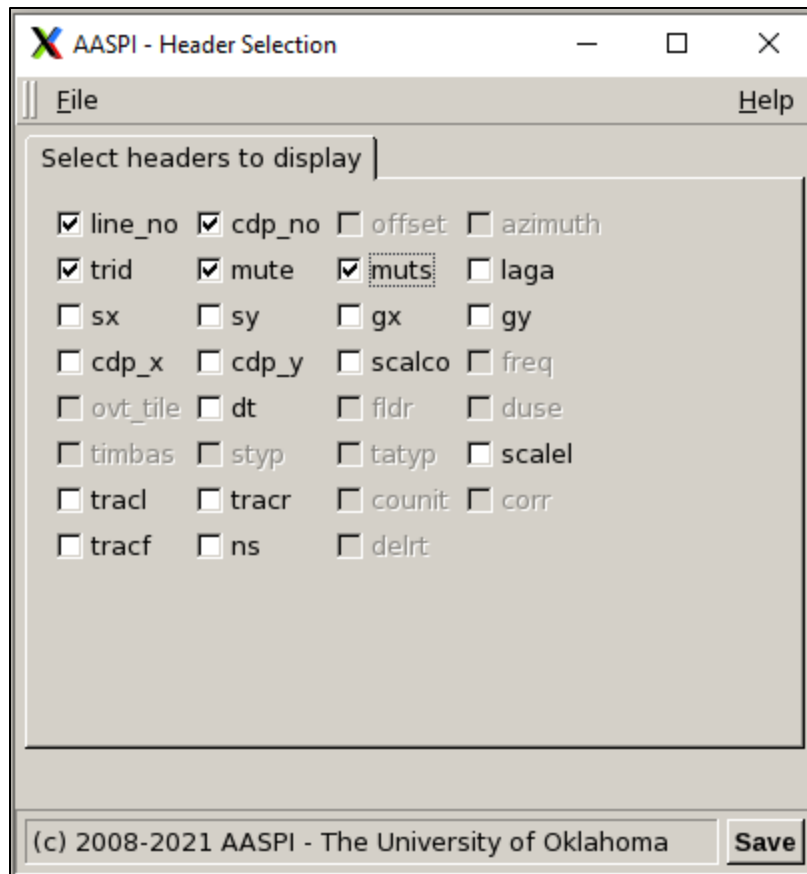 AASPI - Header Selection
File Help
Select headers to display
line_no cdp_no offset azimuth
trid mute muts laga
sx sy gx gy
cdp_x cdp_y scalco freq
ovt_tile dt fldr duse
timbas styp tatyp scalel
tracl tracr counit corr
tracf ns delrt
(c) 2008-2021 AASPI - The University of Oklahoma Save